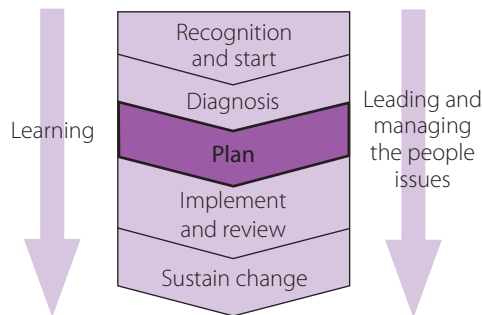 Recognition
and start
Diagnosis
Plan
Implement
and review
Sustain change
Learning
Leading and
managing
the people
issues